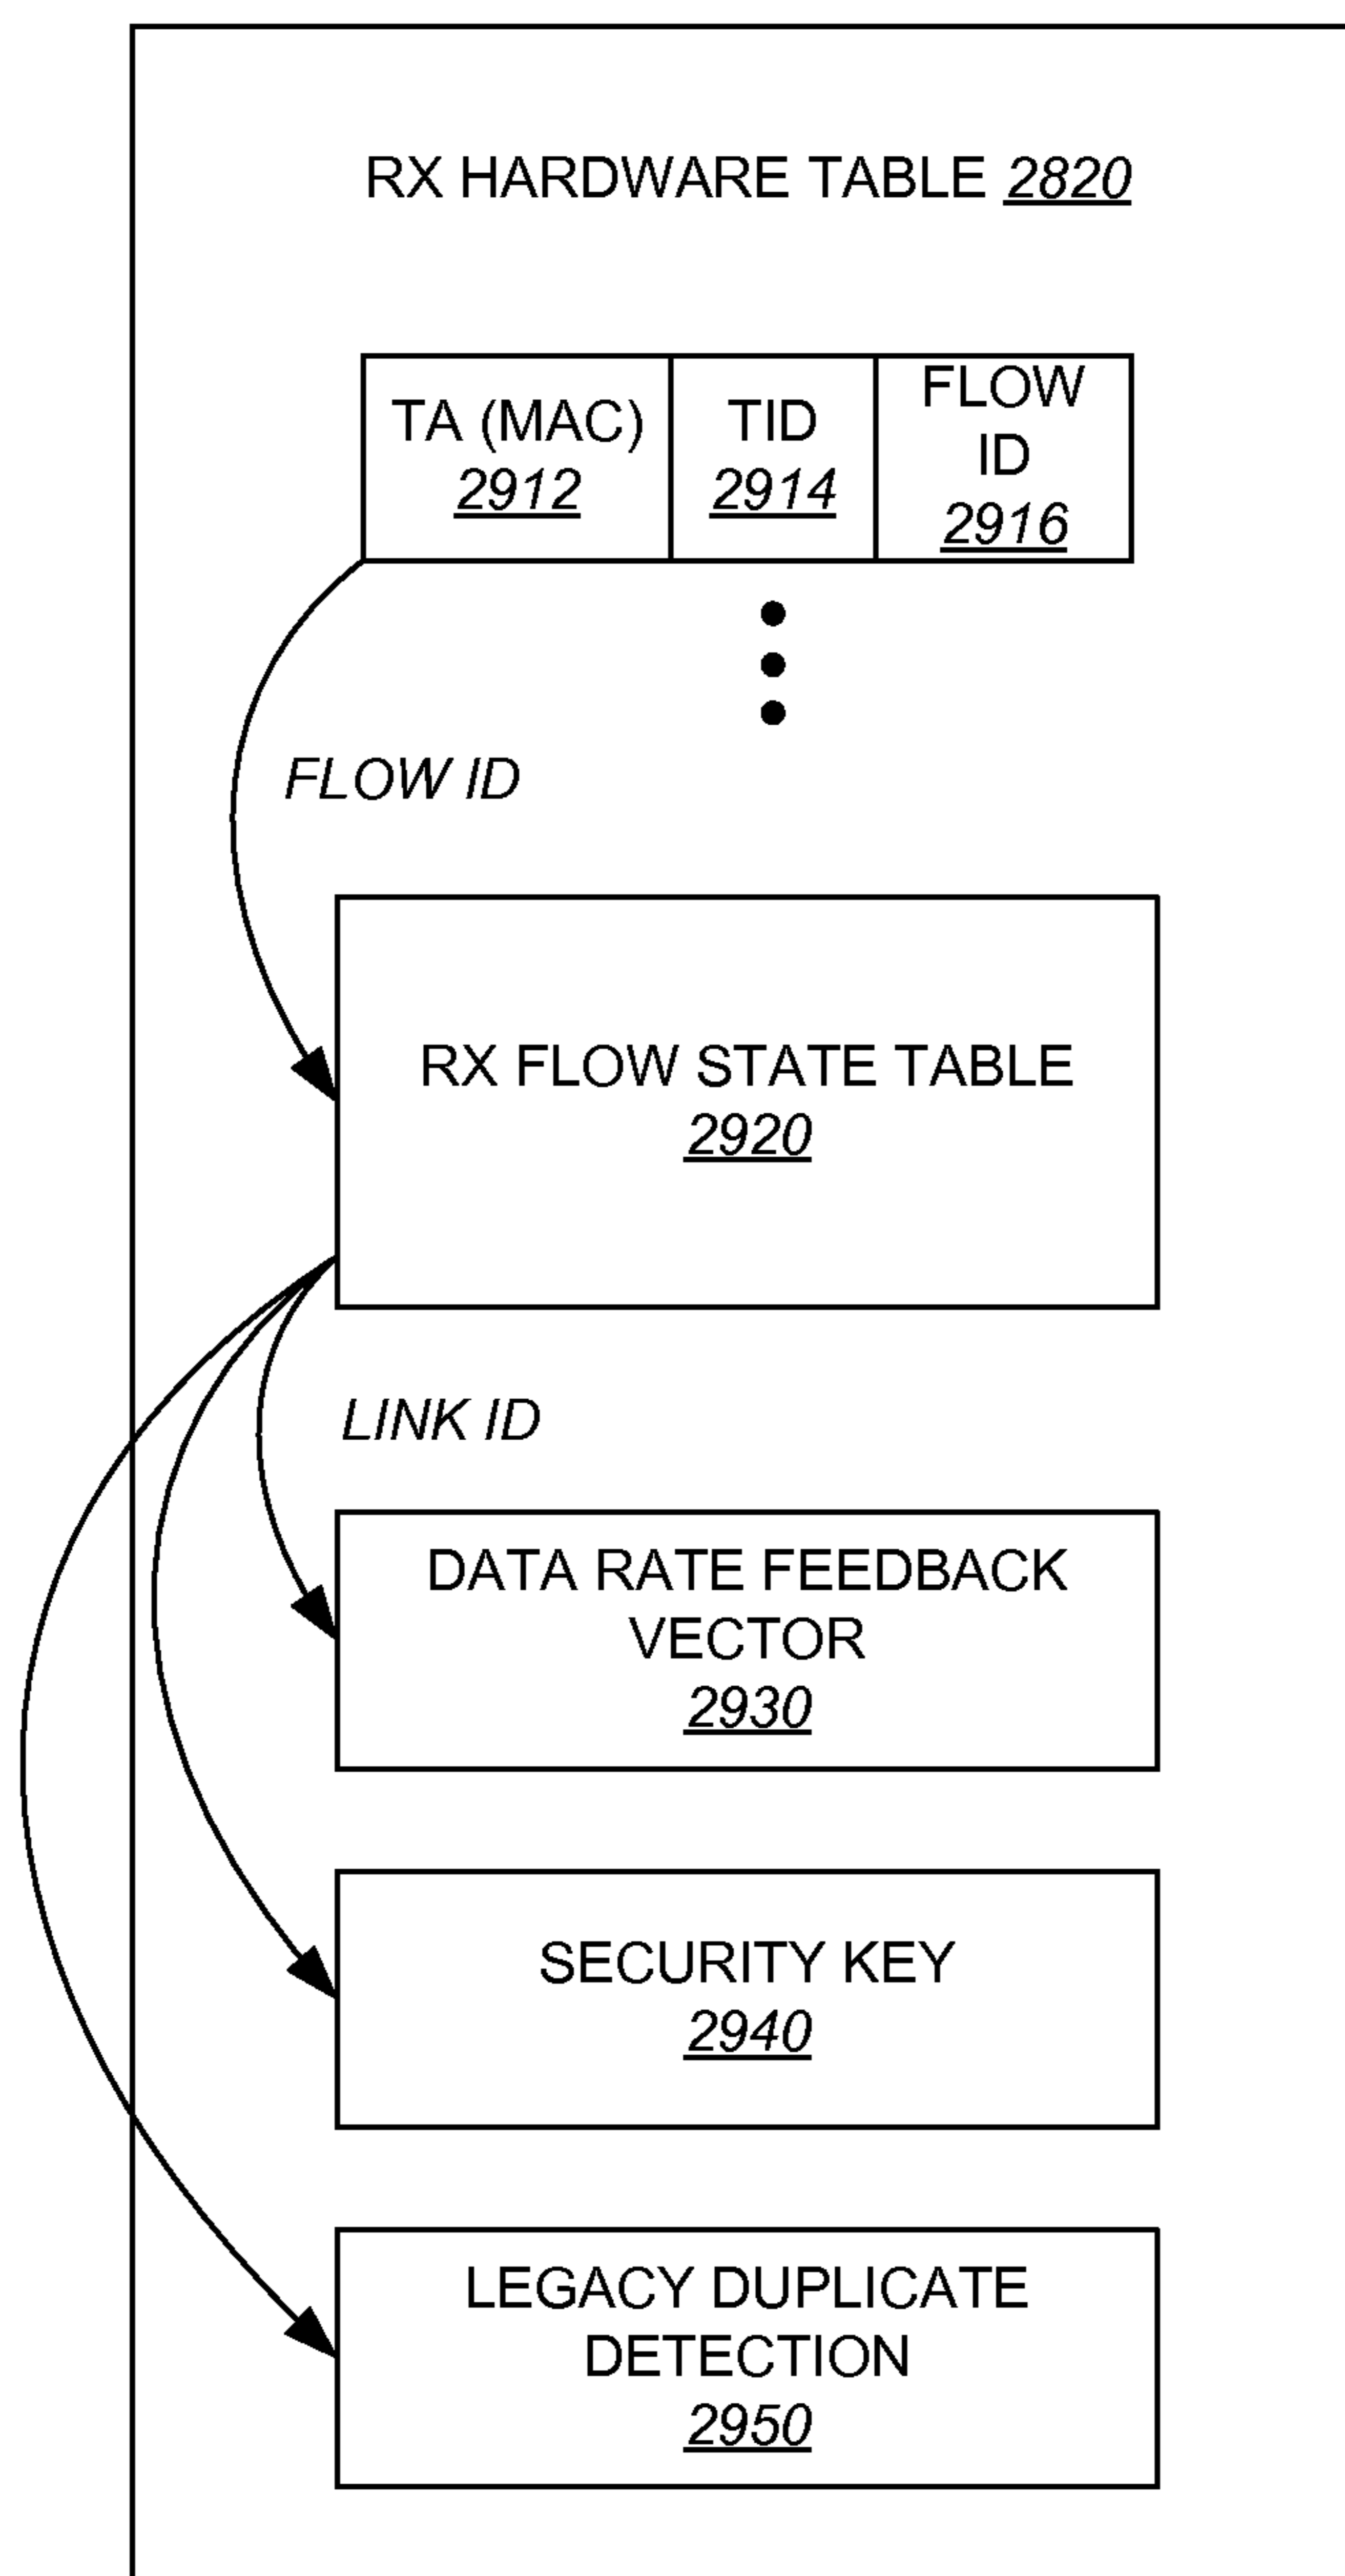 RX HARDWARE TABLE 2820
TA (MAC)
2912
TID
2914
FLOW
ID
2916
FLOW ID
RX FLOW STATE TABLE
2920
LINK ID
DATA RATE FEEDBACK
VECTOR
2930
SECURITY KEY
2940
LEGACY DUPLICATE
DETECTION
2950